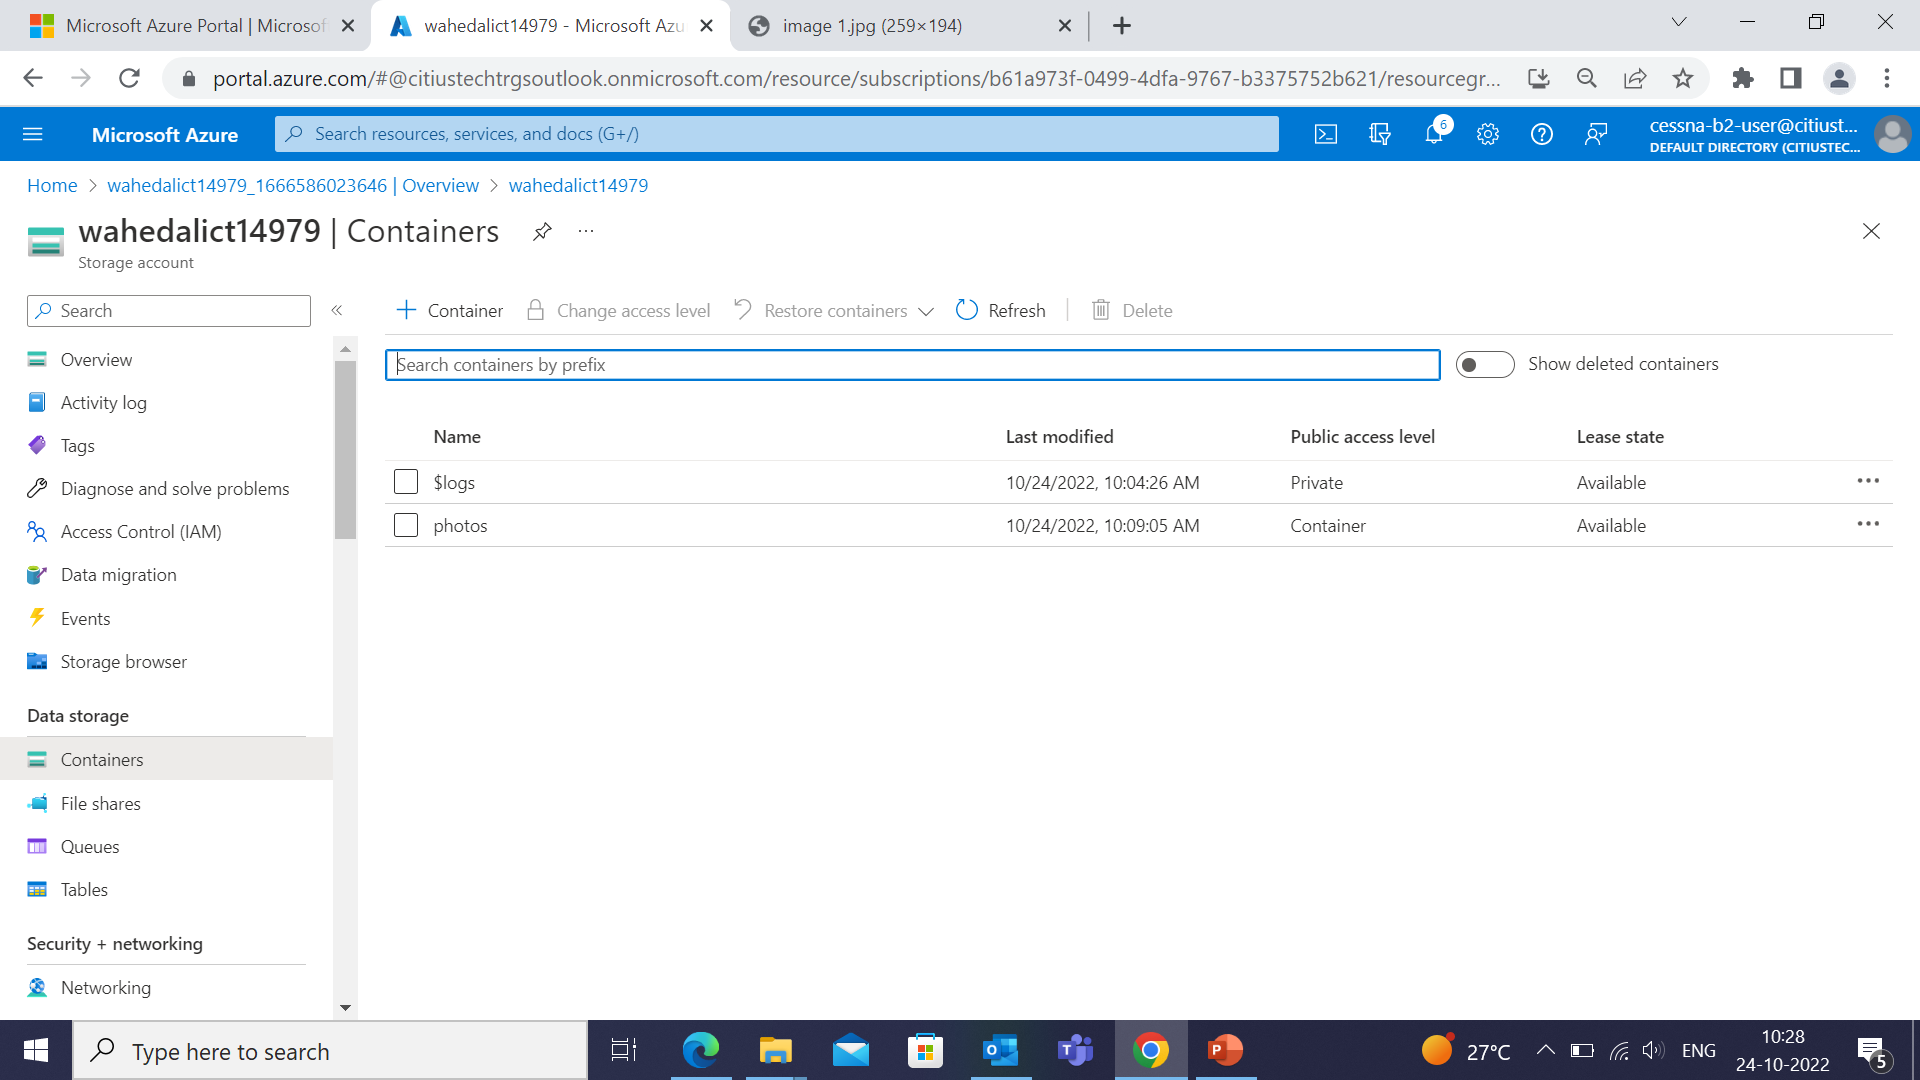 Microsoft Azure Portal | Microsof
wahedalict14979 - Microsoft Azu
image 1.jpg (259×194)
portal.azure.com/#@citiustechtrgsoutlook.onmicrosoft.com/resource/subscriptions/b61a973f-0499-4dfa-9767-b3375752b621/resourcegr...
Microsoft Azure
Search resources, services, and docs (G+/)
6
cessna-b2-user@citiust...
DEFAULT DIRECTORY (CITIUSTEC...
Home > wahedalict14979_1666586023646 | Overview > wahedalict14979
wahedalict14979 | Containers
Storage account
Search
Container
Change access level
Restore containers
Refresh
Delete
Overview
Search containers by prefix
Show deleted containers
Activity log
Name Last modified Public access level Lease state
Tags
$logs 10/24/2022, 10:04:26 AM Private Available
Diagnose and solve problems
photos 10/24/2022, 10:09:05 AM Container Available
Access Control (IAM)
Data migration
Events
Storage browser
Data storage
Containers
File shares
Queues
Tables
Security + networking
Networking
Type here to search
27°C
ENG
10:28
24-10-2022
5